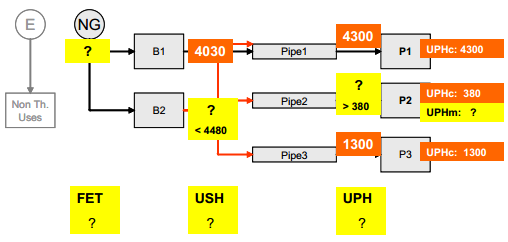 E
NG
?
B1
4030
Pipe1
4300
P1
UPHc: 4300
Non Th.
Uses
B2
?
< 4480
Pipe2
?
> 380
P2
UPHc: 380
UPHm: ?
Pipe3
1300
P3
UPHc: 1300
FET
?
USH
?
UPH
?